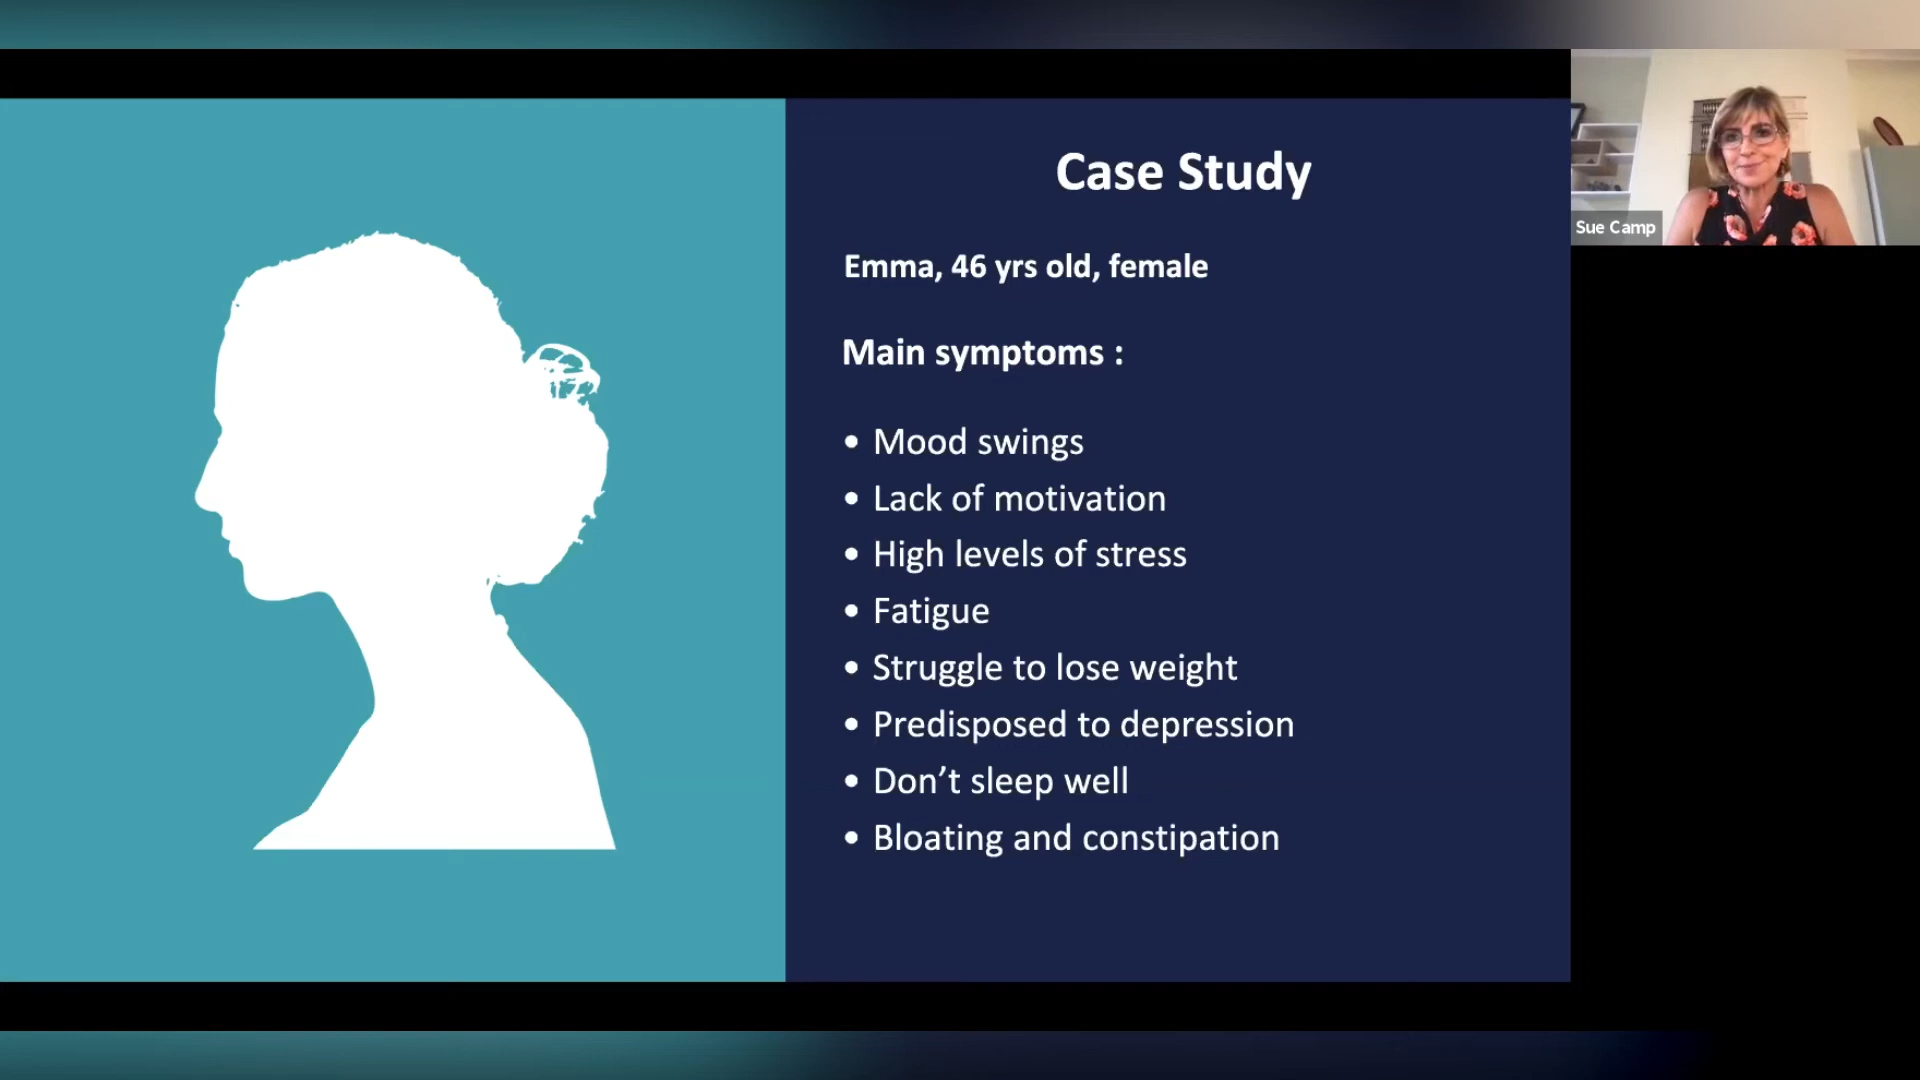 Case Study
Sue Camp
Emma, 46 yrs old, female
Main symptoms :
• Mood swings
• Lack of motivation
• High levels of stress
• Fatigue
• Struggle to lose weight
• Predisposed to depression
• Don’t sleep well
• Bloating and constipation